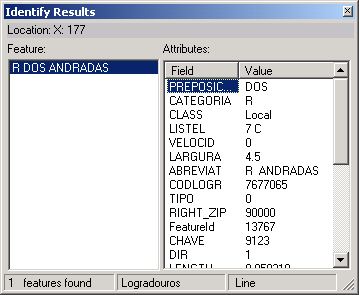 Identify Results
Location: X: 177
Feature:
Attributes:
R DOS ANDRADAS
Field Value
PREPOSIC... DOS
CATEGORIA R
CLASS Local
LISTEL 7 C
VELOCID 0
LARGURA 4.5
ABREVIAT R ANDRADAS
CODLOGR 7677065
TIPO 0
RIGHT_ZIP 90000
FeatureId 13767
CHAVE 9123
DIR 1
LENGTH
1 features found Logradouros Line